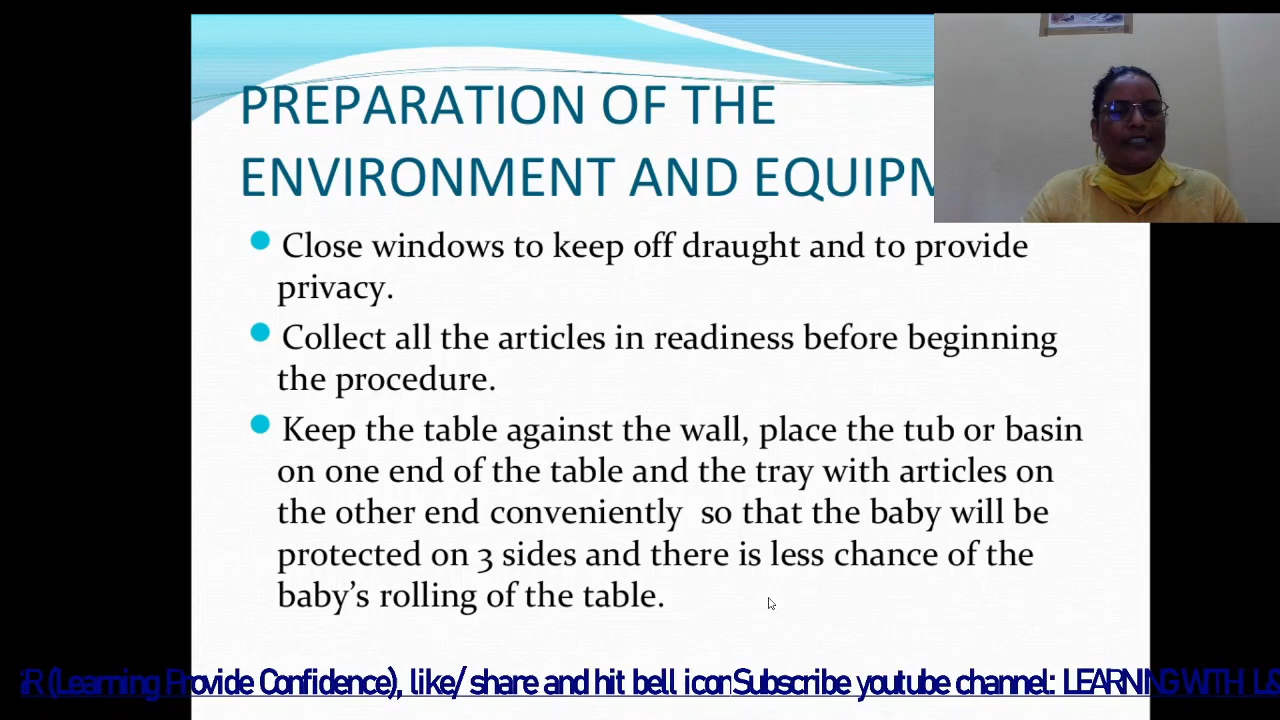 PREPARATION OF THE
ENVIRONMENT AND EQUIPM
Close windows to keep off draught and to provide
privacy.
Collect all the articles in readiness before beginning
the procedure.
Keep the table against the wall, place the tub or basin
on one end of the table and the tray with articles on
the other end conveniently so that the baby will be
protected on 3 sides and there is less chance of the
baby's rolling of the table.
(Learning Provide Confidence), like/ share and hit bell icon Subscribe youtube channel: LEARNING WITH